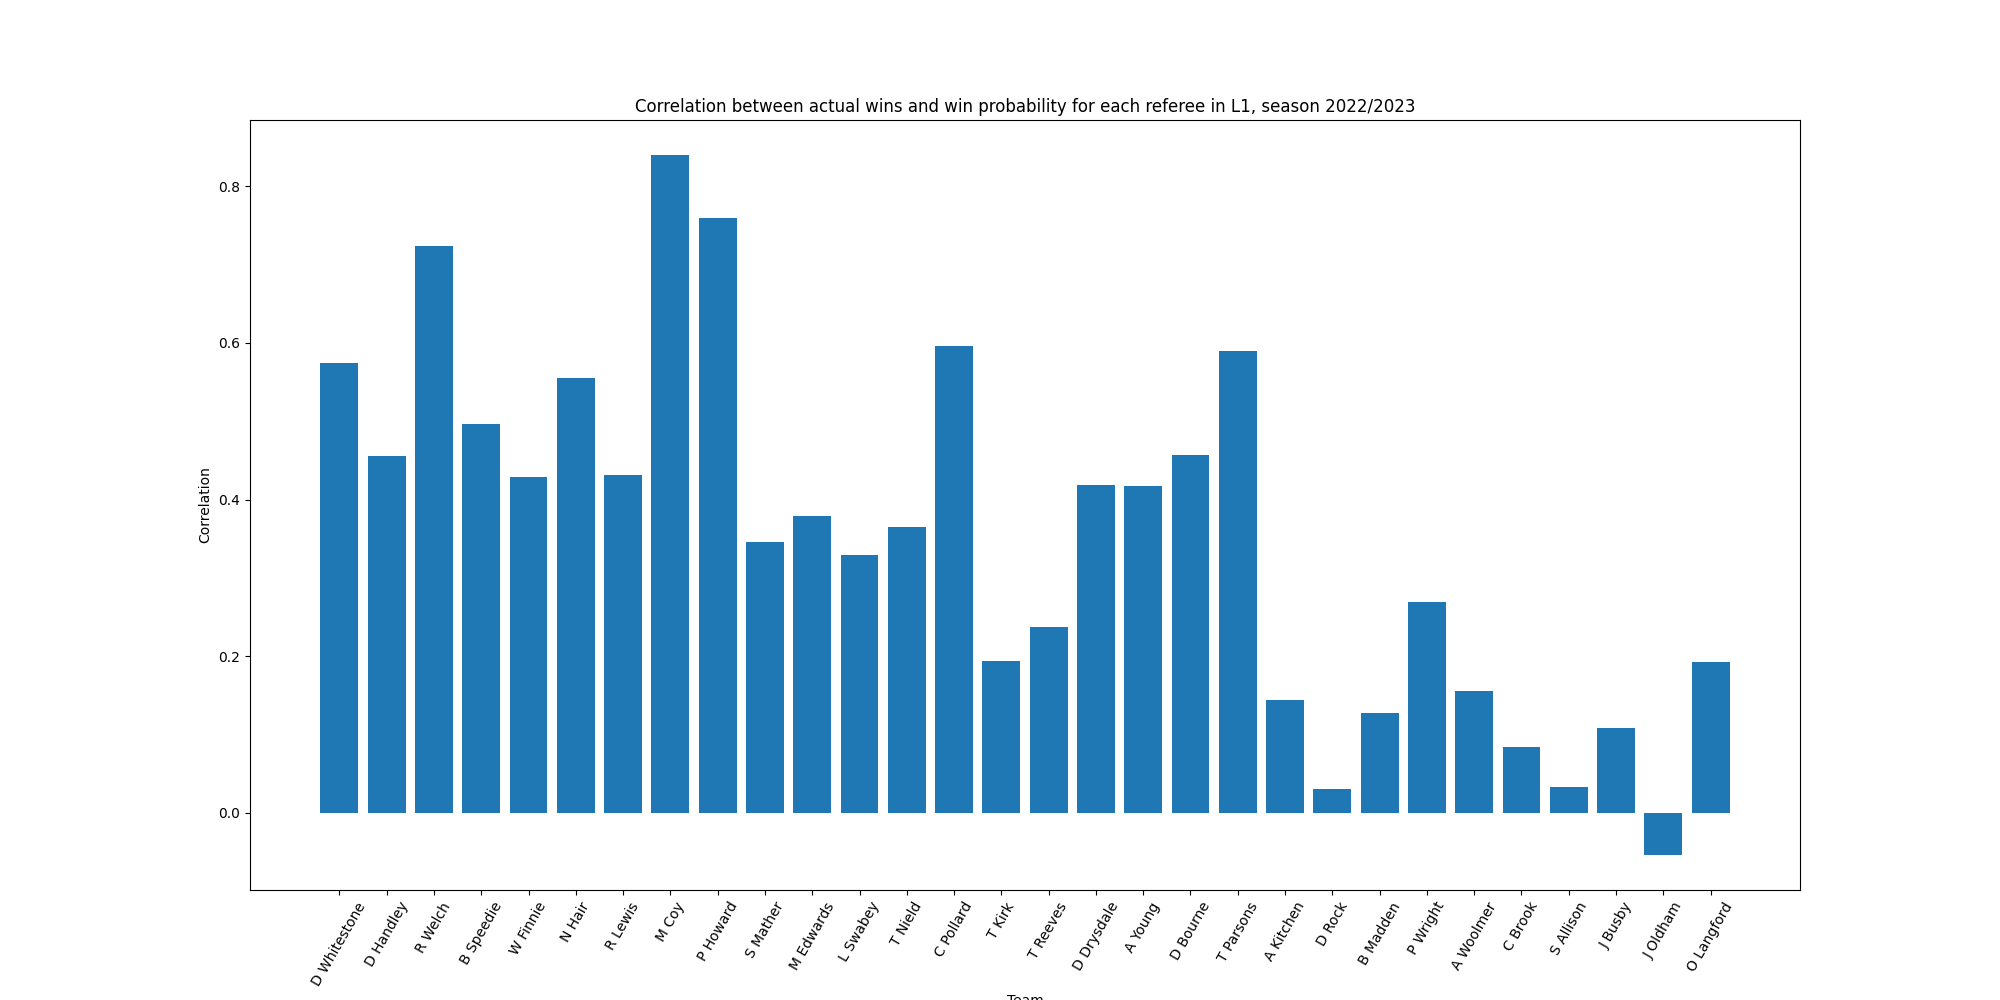 Correlation between actual wins and win probability for each referee in L1, season 2022/2023
Correlation
0.8
0.6
0.4
0.2
0.0
D Whitestone
D Handley
R Welch
B Speedie
W Finnie
N Hair
R Lewis
M Coy
P Howard
S Mather
M Edwards
L Swabey
T Nield
C Pollard
T Kirk
T Reeves
D Drysdale
A Young
D Bourne
T Parsons
A Kitchen
D Rock
B Madden
P Wright
A Woolmer
C Brook
S Allison
J Busby
J Oldham
O Langford
Team